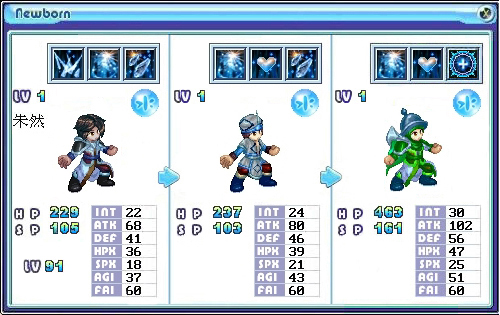 Newborn
LV 1
朱然
HP 229
SP 105
LV 91
INT 22
ATK 68
DEF 41
HPX 36
SPX 18
AGI 37
FAI 60
LV 1
HP 237
SP 103
INT 24
ATK 80
DEF 46
HPX 39
SPX 21
AGI 43
FAI 60
LV 1
HP 463
SP 161
INT 30
ATK 102
DEF 56
HPX 47
SPX 25
AGI 51
FAI 60